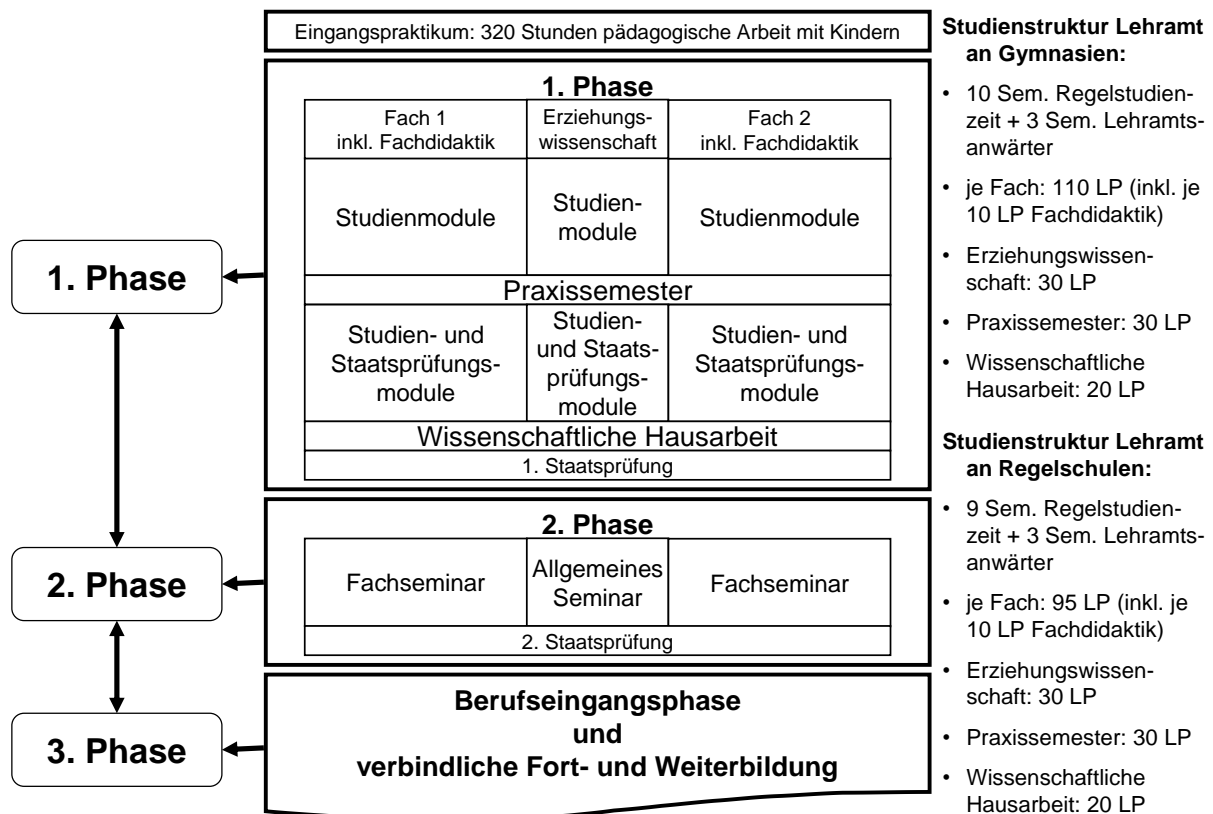 Eingangspraktikum: 320 Stunden pädagogische Arbeit mit Kindern
1. Phase
Fach 1
inkl. Fachdidaktik
Erziehungs-
wissenschaft
Fach 2
inkl. Fachdidaktik
Studienmodule
Studien-
module
Studienmodule
Praxissemester
Studien- und
Staatsprüfungs-
module
Studien-
und Staats-
prüfungs-
module
Studien- und
Staatsprüfungs-
module
Wissenschaftliche Hausarbeit
1. Staatsprüfung
1. Phase
2. Phase
Fachseminar
Allgemeines
Seminar
Fachseminar
2. Staatsprüfung
2. Phase
Berufseingangsphase
und
verbindliche Fort- und Weiterbildung
3. Phase
Studienstruktur Lehramt
an Gymnasien:
• 10 Sem. Regelstudien-
zeit + 3 Sem. Lehramts-
anwärter
• je Fach: 110 LP (inkl. je
10 LP Fachdidaktik)
• Erziehungswissen-
schaft: 30 LP
• Praxissemester: 30 LP
• Wissenschaftliche
Hausarbeit: 20 LP
Studienstruktur Lehramt
an Regelschulen:
• 9 Sem. Regelstudien-
zeit + 3 Sem. Lehramts-
anwärter
• je Fach: 95 LP (inkl. je
10 LP Fachdidaktik)
• Erziehungswissen-
schaft: 30 LP
• Praxissemester: 30 LP
• Wissenschaftliche
Hausarbeit: 20 LP